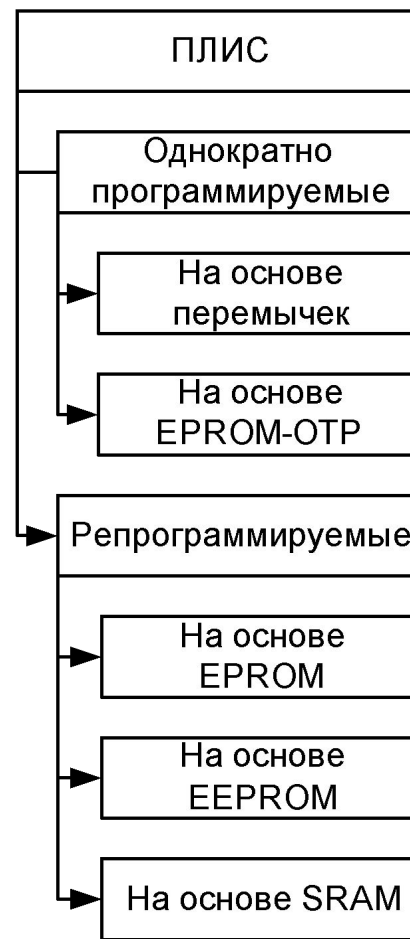 ПЛИС
Однократно
программируемые
На основе
перемычек
На основе
EPROM-OTP
Репрограммируемые
На основе
EPROM
На основе
EEPROM
На основе SRAM